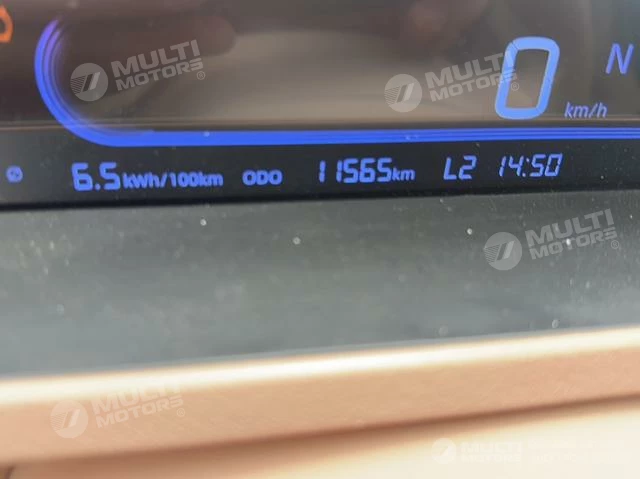 MULTI MOTORS MULTI MOTORS 0 N
km/h
6.5 kWh/100km ODO 11565km L2 14:50
MULTI MOTORS
MULTI MOTORS
MULTI MOTORS